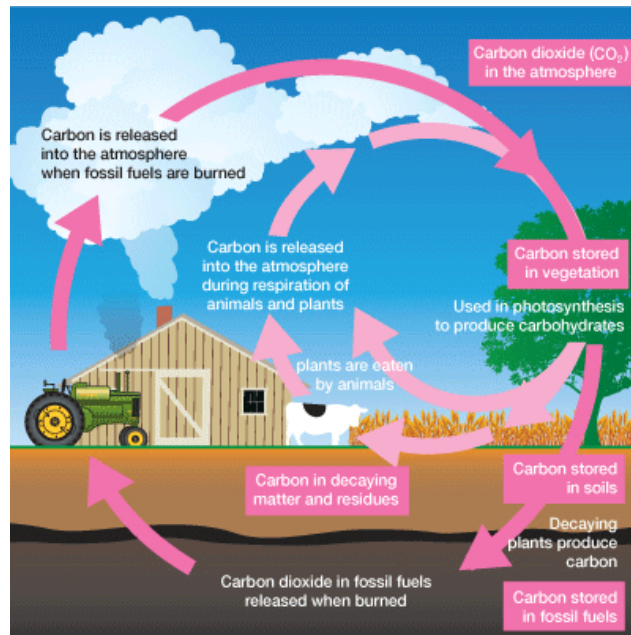 Carbon dioxide (CO₂)
in the atmosphere
Carbon is released
into the atmosphere
when fossil fuels are burned
Carbon is released
into the atmosphere
during respiration of
animals and plants
Carbon stored
in vegetation
Used in photosynthesis
to produce carbohydrates
plants are eaten
by animals
Carbon in decaying
matter and residues
Carbon stored
in soils
Decaying
plants produce
carbon
Carbon dioxide in fossil fuels
released when burned
Carbon stored
in fossil fuels